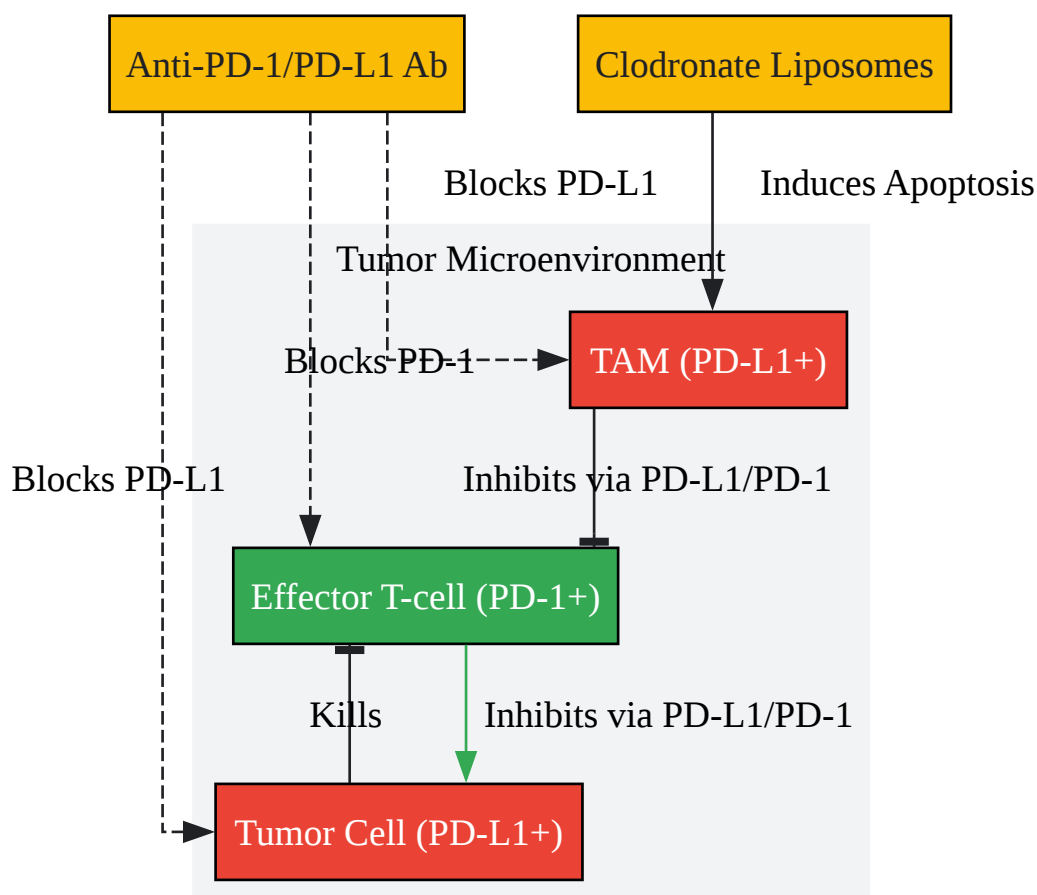 Anti-PD-1/PD-L1 Ab
Clodronate Liposomes
Blocks PD-L1
Induces Apoptosis
Tumor Microenvironment
Blocks PD-1
TAM (PD-L1+)
Blocks PD-L1
Inhibits via PD-L1/PD-1
Effector T-cell (PD-1+)
Kills
Inhibits via PD-L1/PD-1
Tumor Cell (PD-L1+)